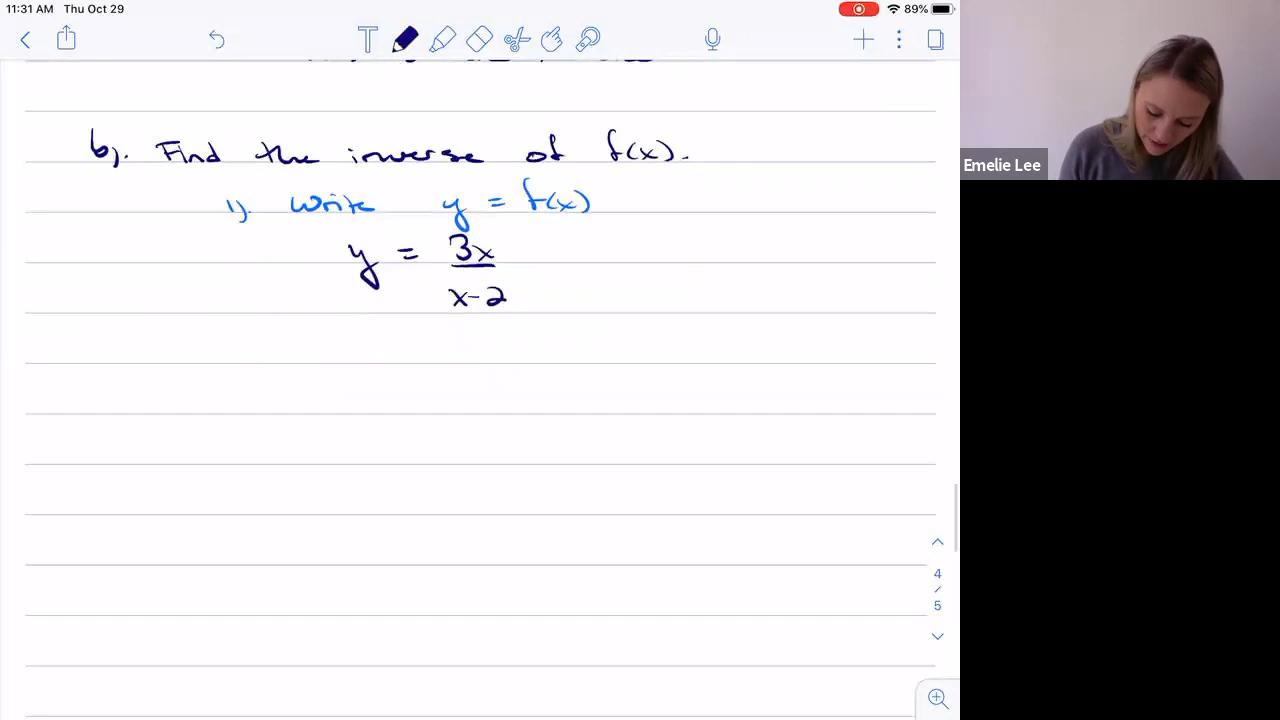 11:31 AM Thu Oct 29
89%
b). Find the inverse of f(x).
1). Write y = f(x)
y = 3x
x-2
Emelie Lee
4
/
5